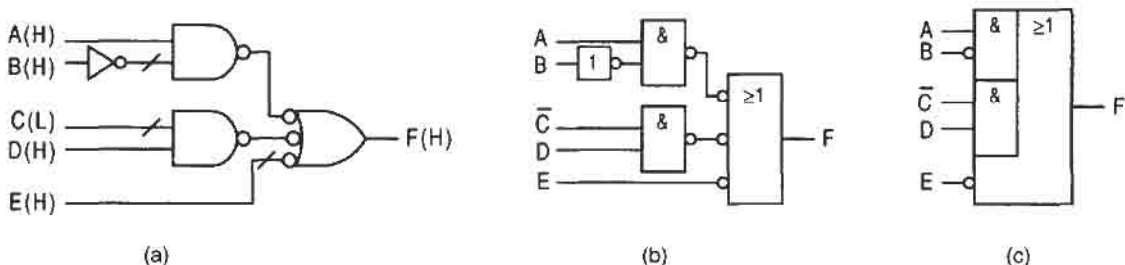 A(H)
B(H)
C(L)
D(H)
E(H)
F(H)
(a)
A
B
1
&
C̅
D
&
E
≥1
F
(b)
A
B
&
≥1
C̅
D
&
E
F
(c)